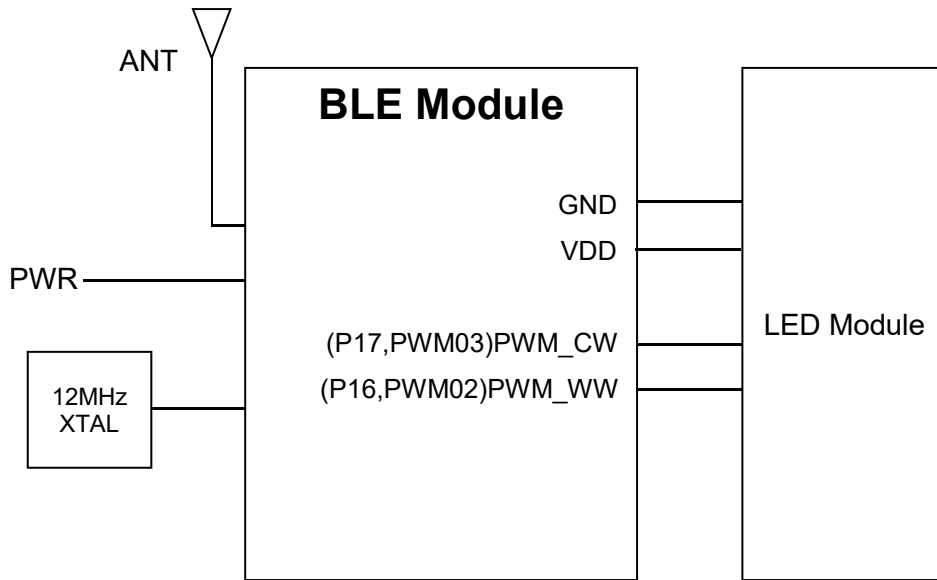 ANT
BLE Module
GND
VDD
PWR
(P17,PWM03)PWM_CW
(P16,PWM02)PWM_WW
LED Module
12MHz
XTAL